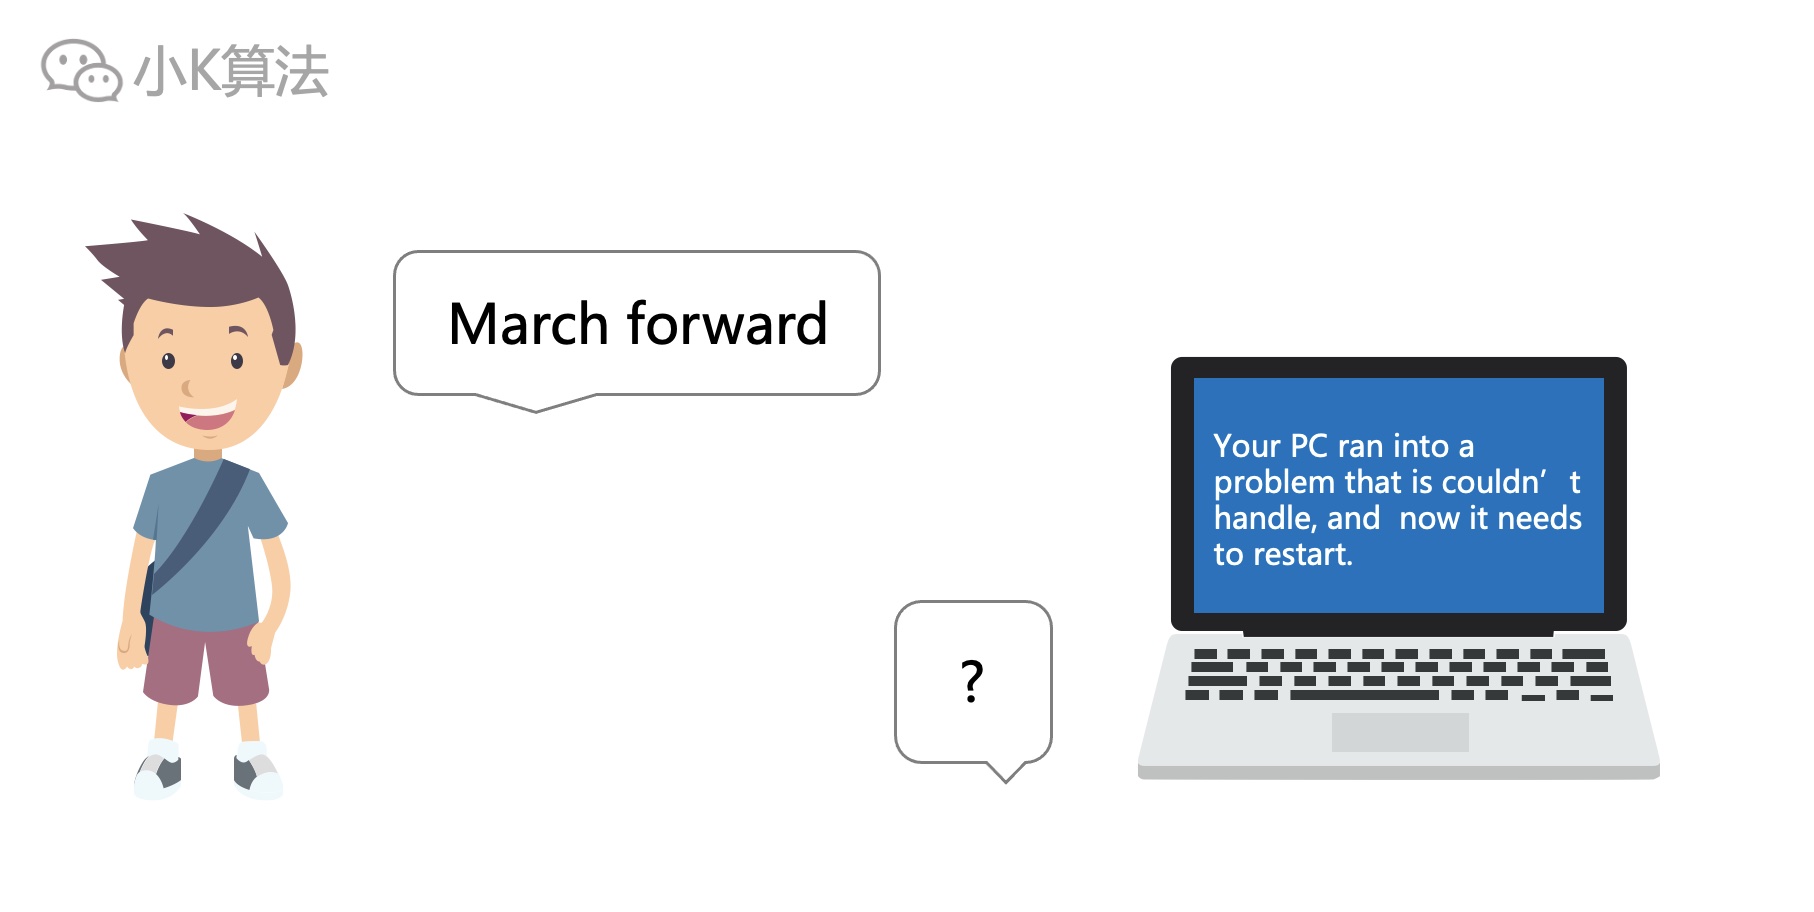 小K算法
March forward
Your PC ran into a
problem that is couldn’t
handle, and now it needs
to restart.
?